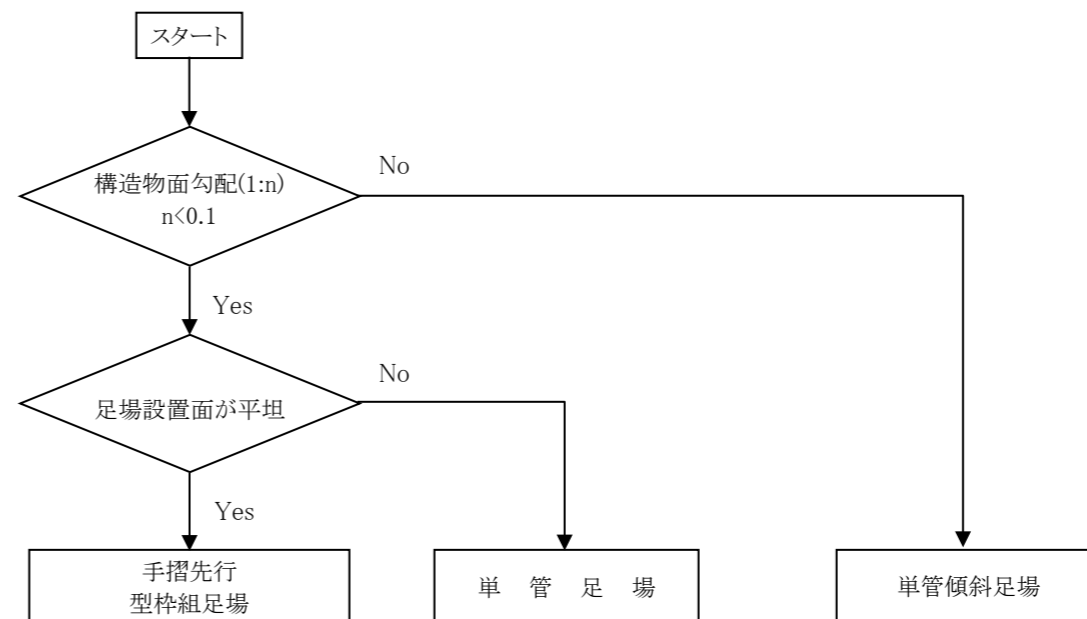 スタート
構造物面勾配(1:n)
n<0.1
No
Yes
足場設置面が平坦
No
Yes
手摺先行
型枠組足場
単 管 足 場
単管傾斜足場